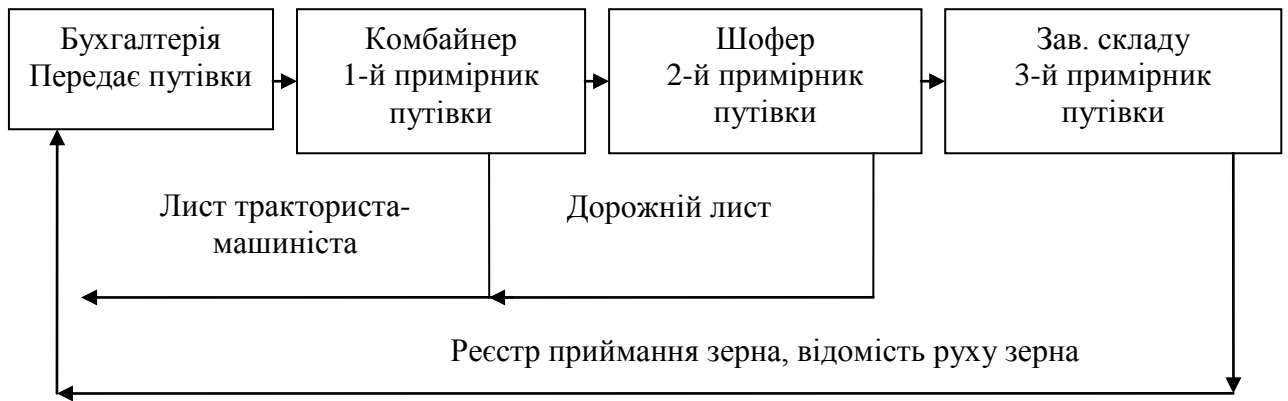 Бухгалтерія
Передає путівки
Комбайнер
1-й примірник
путівки
Шофер
2-й примірник
путівки
Зав. складу
3-й примірник
путівки
Лист тракториста-
машиніста
Дорожній лист
Реєстр приймання зерна, відомість руху зерна